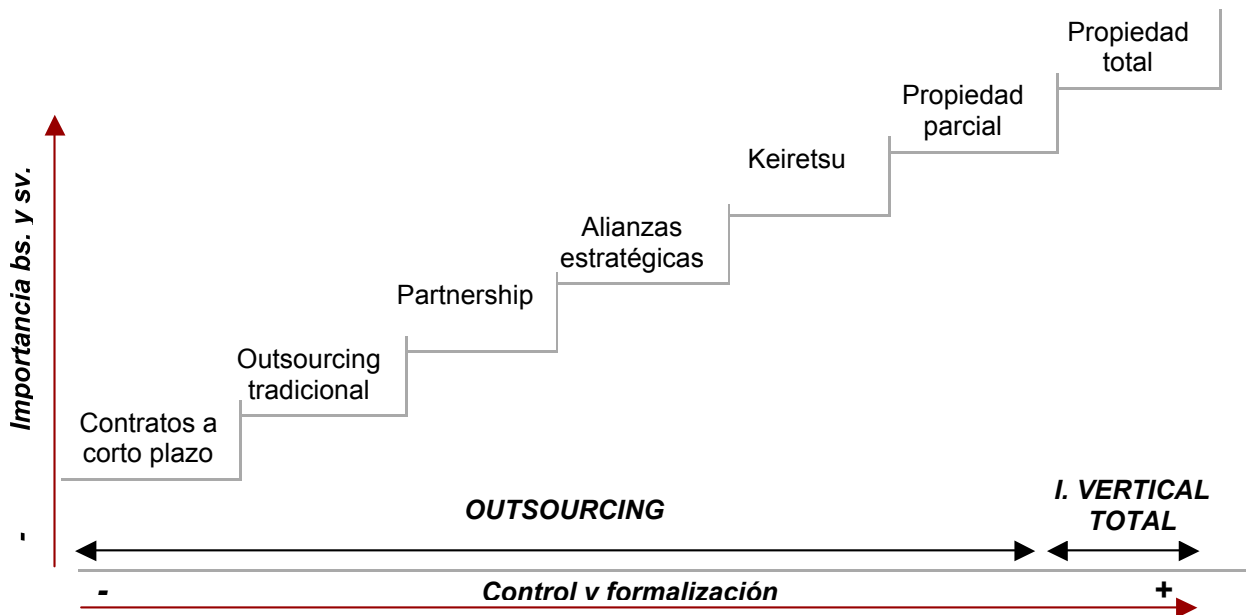 Propiedad
total
Propiedad
parcial
Keiretsu
Alianzas
estratégicas
Partnership
Outsourcing
tradicional
Contratos a
corto plazo
- Importancia bs. y sv.
OUTSOURCING
I. VERTICAL
TOTAL
- Control y formalización +